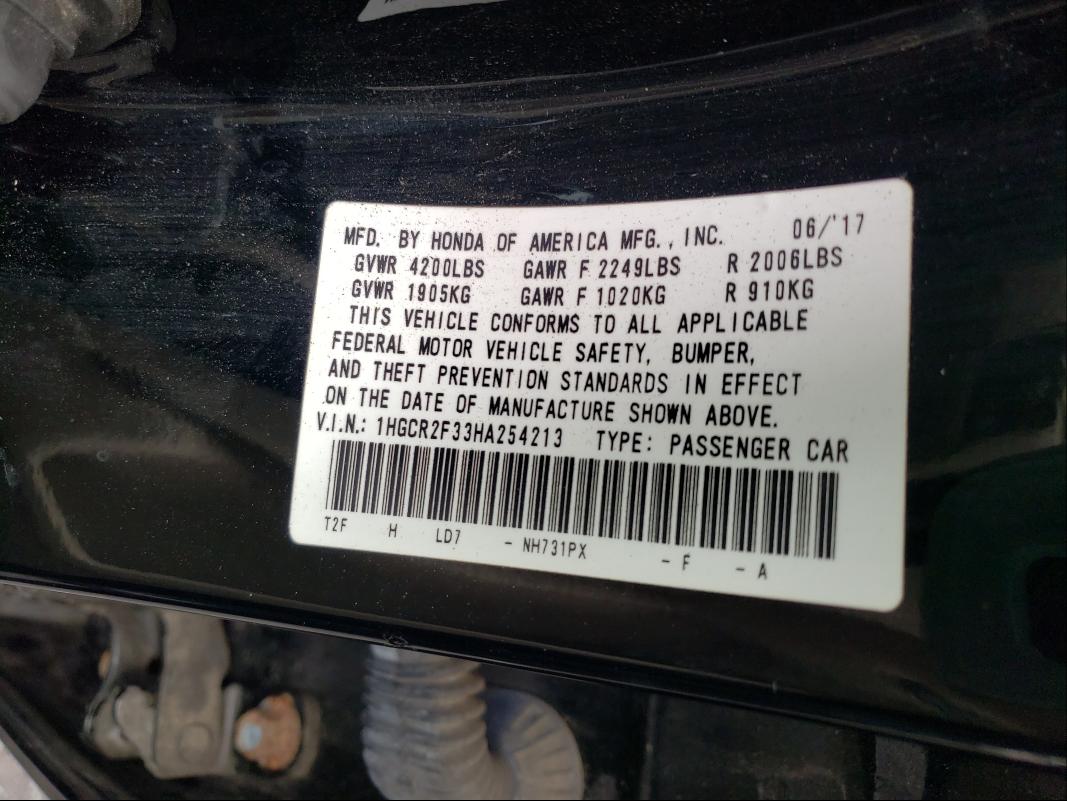 MFD. BY HONDA OF AMERICA MFG., INC. 06/'17
GVWR 4200LBS GAWR F 2249LBS R 2006LBS
GVWR 1905KG GAWR F 1020KG R 910KG
THIS VEHICLE CONFORMS TO ALL APPLICABLE
FEDERAL MOTOR VEHICLE SAFETY, BUMPER,
AND THEFT PREVENTION STANDARDS IN EFFECT
ON THE DATE OF MANUFACTURE SHOWN ABOVE.
V.I.N.: 1HGCR2F33HA254213 TYPE: PASSENGER CAR
T2F H LD7 - NH731PX - F - A